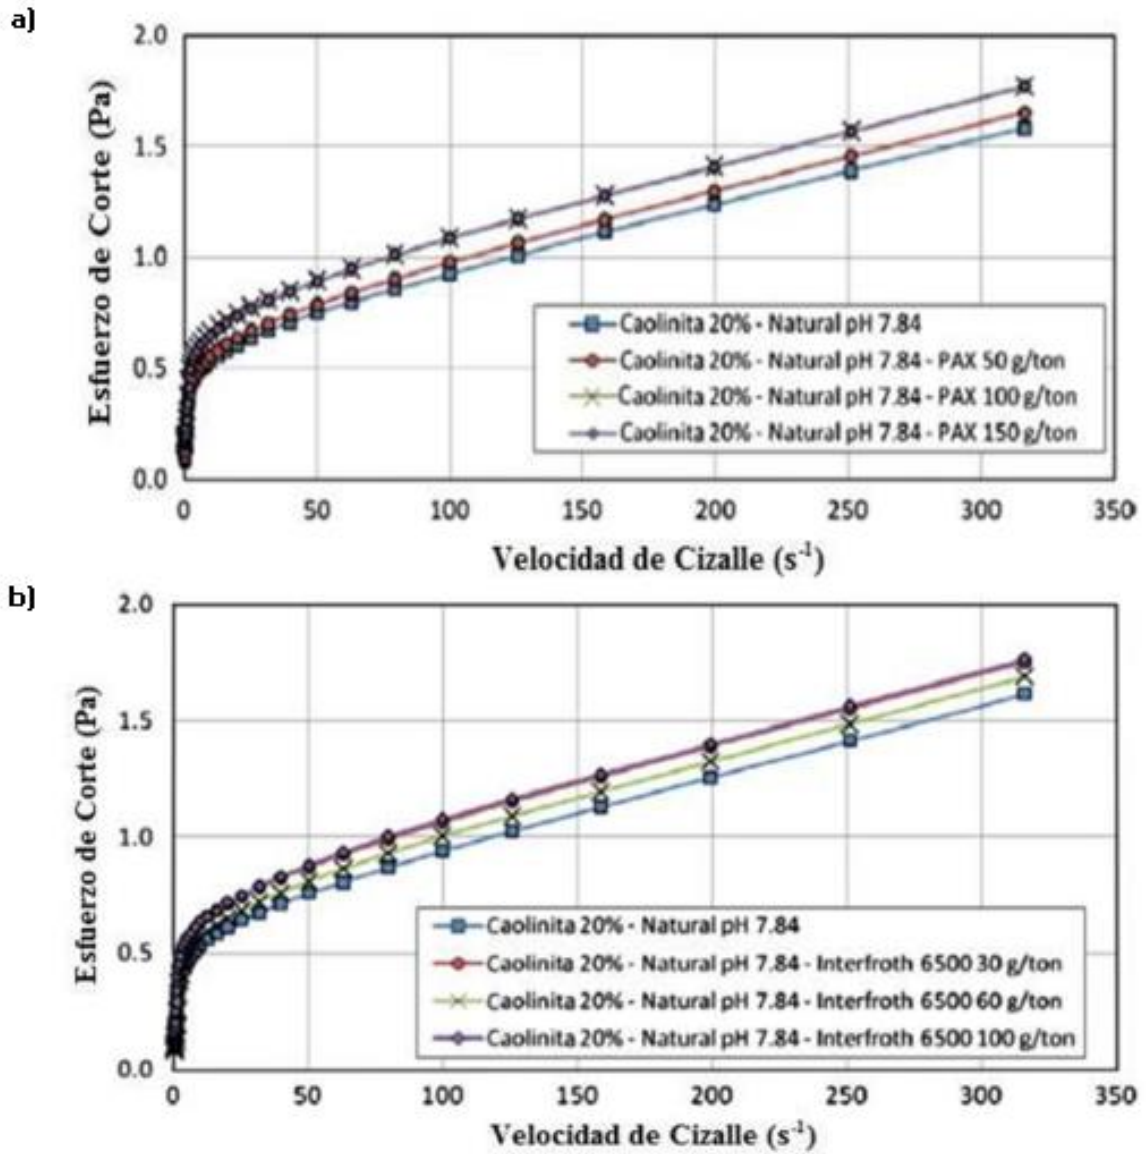 a)
2.0
1.5
1.0
0.5
0.0
Esfuerzo de Corte (Pa)
Caolinita 20% - Natural pH 7.84
Caolinita 20% - Natural pH 7.84 - PAX 50 g/ton
Caolinita 20% - Natural pH 7.84 - PAX 100 g/ton
Caolinita 20% - Natural pH 7.84 - PAX 150 g/ton
0 50 100 150 200 250 300 350
Velocidad de Cizalle (s-1)
b)
2.0
1.5
1.0
0.5
0.0
Esfuerzo de Corte (Pa)
Caolinita 20% - Natural pH 7.84
Caolinita 20% - Natural pH 7.84 - Interfroth 6500 30 g/ton
Caolinita 20% - Natural pH 7.84 - Interfroth 6500 60 g/ton
Caolinita 20% - Natural pH 7.84 - Interfroth 6500 100 g/ton
0 50 100 150 200 250 300 350
Velocidad de Cizalle (s-1)